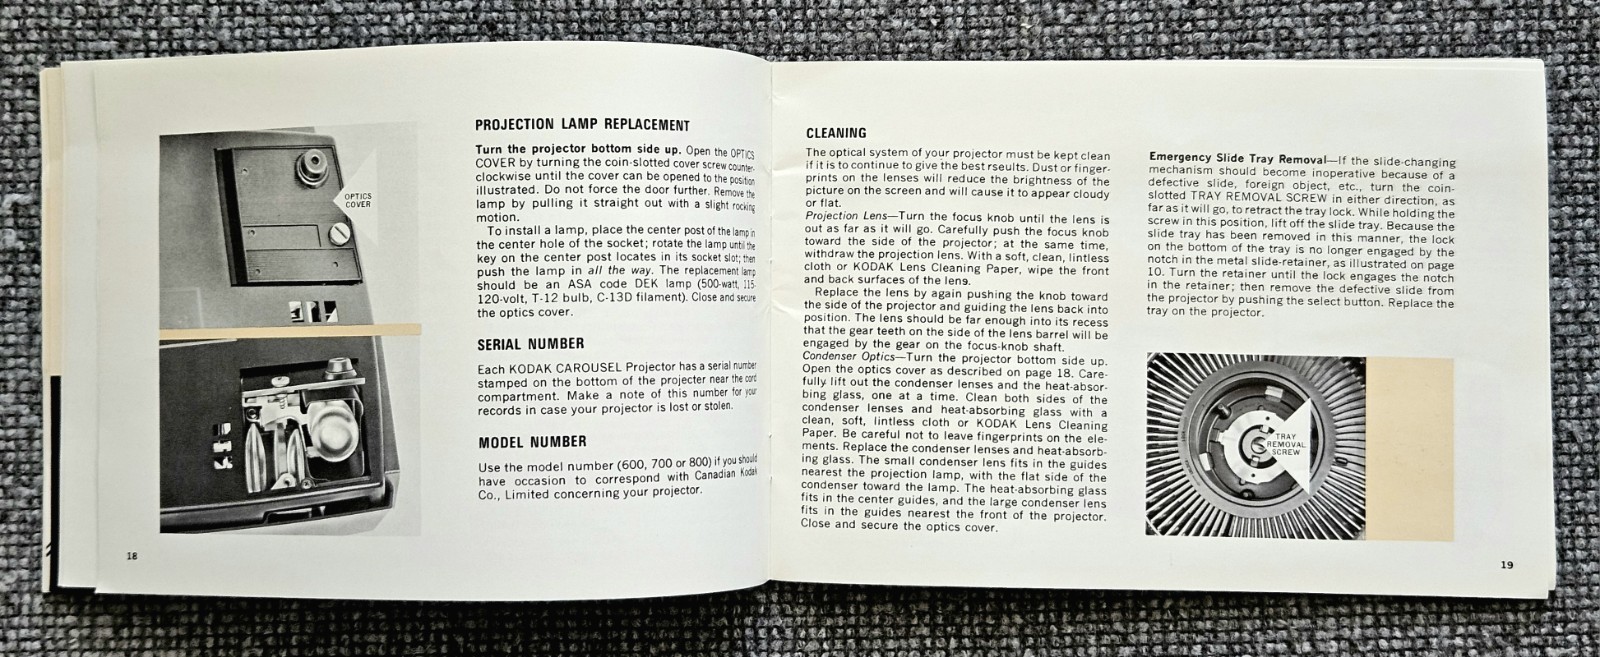 OPTICS
COVER
PROJECTION LAMP REPLACEMENT
Turn the projector bottom side up. Open the OPTICS
COVER by turning the coin-slotted cover screw counter-
clockwise until the cover can be opened to the position
illustrated. Do not force the door further. Remove the
lamp by pulling it straight out with a slight rocking
motion.
To install a lamp, place the center post of the lamp in
the center hole of the socket; rotate the lamp until the
key on the center post locates in its socket slot; then
push the lamp in all the way. The replacement lamp
should be an ASA code DEK lamp (500-watt, 115-
120-volt, T-12 bulb, C-13D filament). Close and secure
the optics cover.
SERIAL NUMBER
Each KODAK CAROUSEL Projector has a serial number
stamped on the bottom of the projecter near the cord
compartment. Make a note of this number for your
records in case your projector is lost or stolen.
MODEL NUMBER
Use the model number (600, 700 or 800) if you should
have occasion to correspond with Canadian Kodak
Co., Limited concerning your projector.
18
CLEANING
The optical system of your projector must be kept clean
if it is to continue to give the best rseults. Dust or finger-
prints on the lenses will reduce the brightness of the
picture on the screen and will cause it to appear cloudy
or flat.
Projection Lens—Turn the focus knob until the lens is
out as far as it will go. Carefully push the focus knob
toward the side of the projector; at the same time,
withdraw the projection lens. With a soft, clean, lintless
cloth or KODAK Lens Cleaning Paper, wipe the front
and back surfaces of the lens.
Replace the lens by again pushing the knob toward
the side of the projector and guiding the lens back into
position. The lens should be far enough into its recess
that the gear teeth on the side of the lens barrel will be
engaged by the gear on the focus-knob shaft.
Condenser Optics—Turn the projector bottom side up.
Open the optics cover as described on page 18. Care-
fully lift out the condenser lenses and the heat-absor-
bing glass, one at a time. Clean both sides of the
condenser lenses and heat-absorbing glass with a
clean, soft, lintless cloth or KODAK Lens Cleaning
Paper. Be careful not to leave fingerprints on the ele-
ments. Replace the condenser lenses and heat-absorb-
ing glass. The small condenser lens fits in the guides
nearest the projection lamp, with the flat side of the
condenser toward the lamp. The heat-absorbing glass
fits in the center guides, and the large condenser lens
fits in the guides nearest the front of the projector.
Close and secure the optics cover.
Emergency Slide Tray Removal—If the slide-changing
mechanism should become inoperative because of a
defective slide, foreign object, etc., turn the coin-
slotted TRAY REMOVAL SCREW in either direction, as
far as it will go, to retract the tray lock. While holding the
screw in this position, lift off the slide tray. Because the
slide tray has been removed in this manner, the lock
on the bottom of the tray is no longer engaged by the
notch in the metal slide-retainer, as illustrated on page
10. Turn the retainer until the lock engages the notch
in the retainer; then remove the defective slide from
the projector by pushing the select button. Replace the
tray on the projector.
TRAY
REMOVAL
SCREW
19